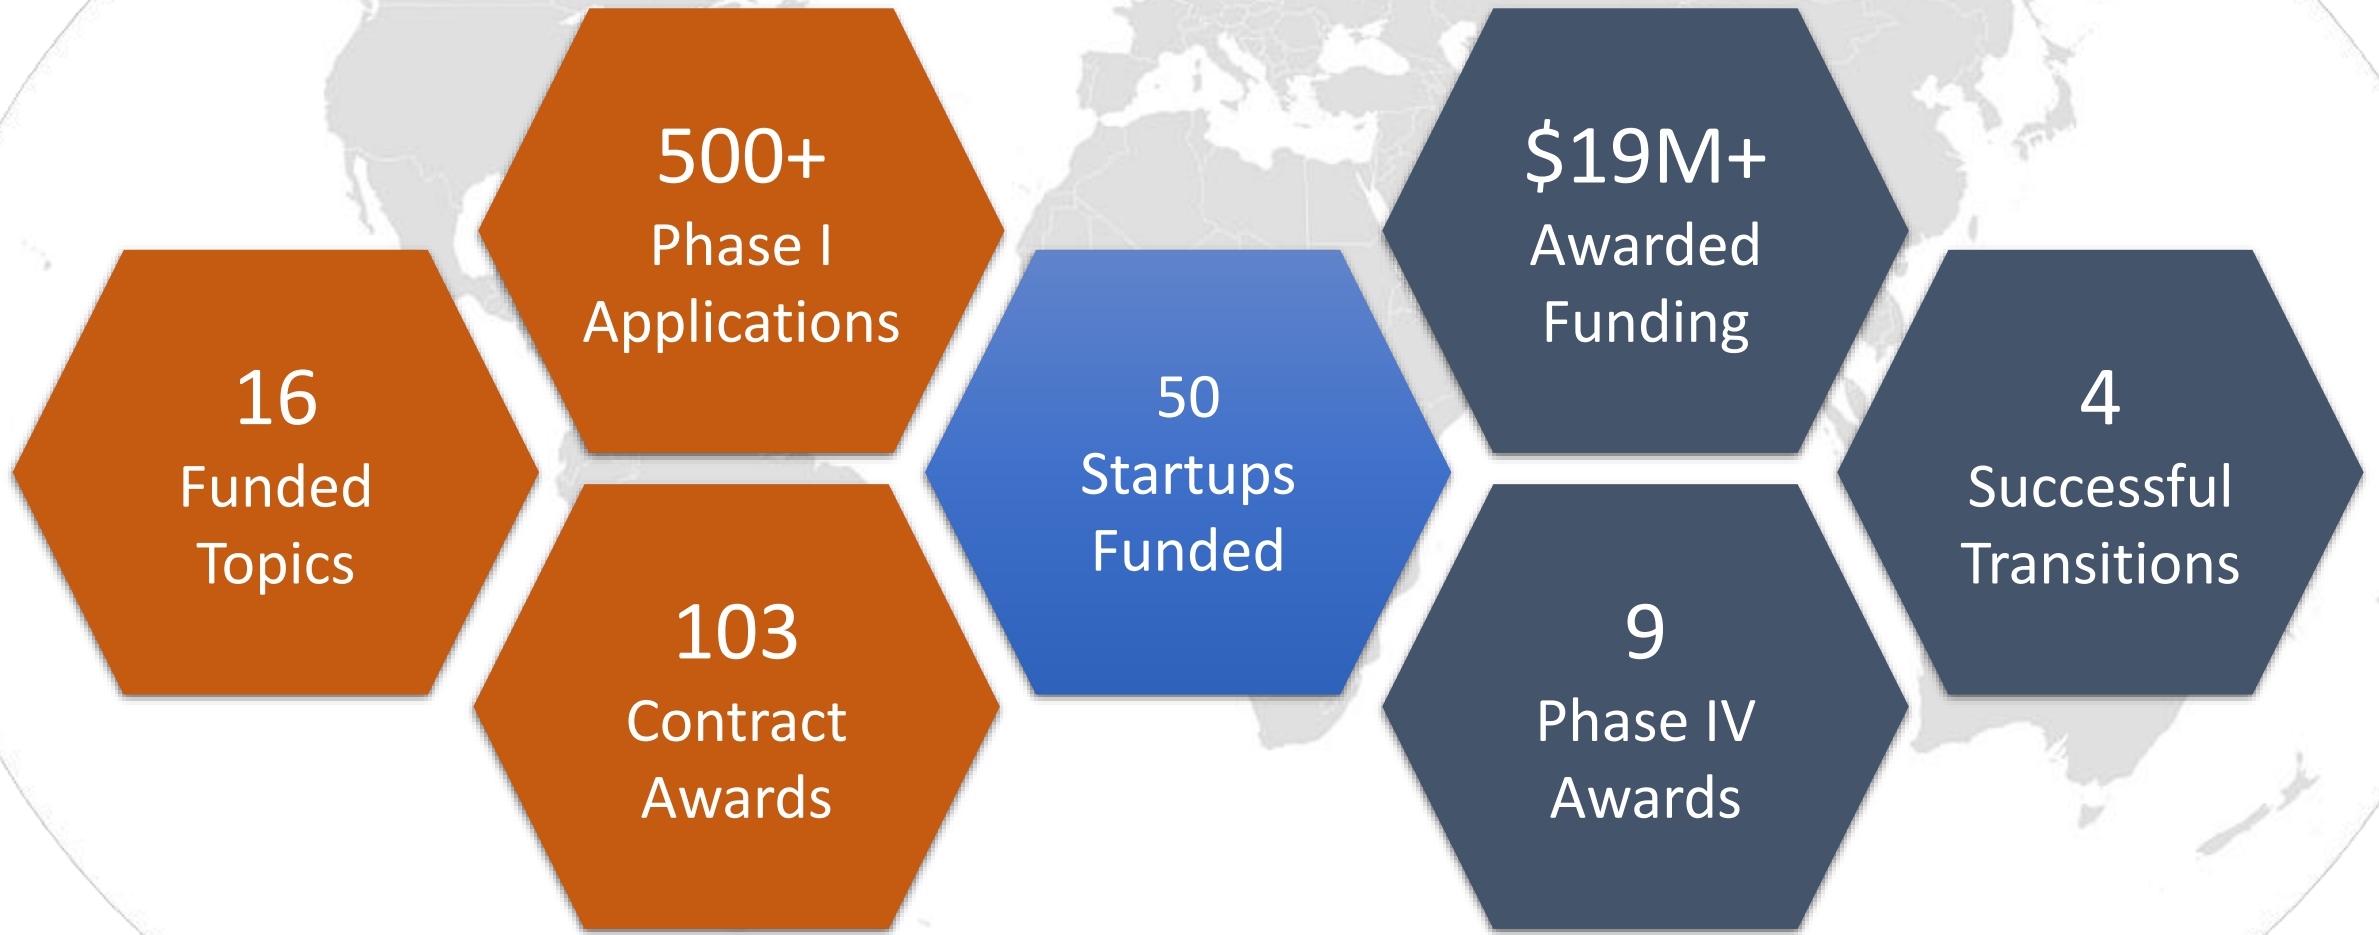 16
Funded
Topics
500+
Phase I
Applications
103
Contract
Awards
50
Startups
Funded
$19M+
Awarded
Funding
9
Phase IV
Awards
4
Successful
Transitions